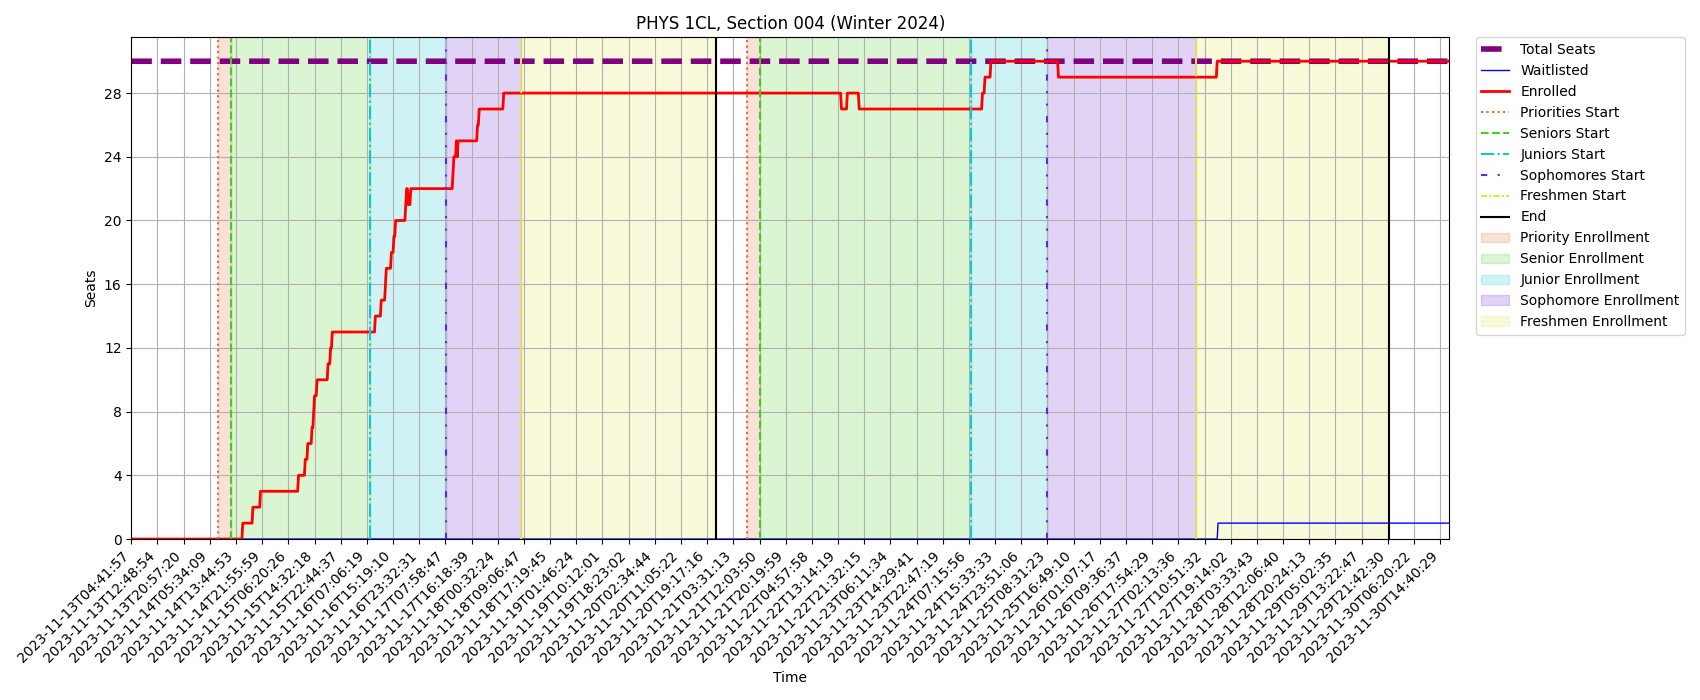 PHYS 1CL, Section 004 (Winter 2024)
Seats
28
24
20
16
12
8
4
0
2023-11-13T04:41:57
2023-11-13T12:48:54
2023-11-13T20:57:20
2023-11-14T05:34:09
2023-11-14T13:44:53
2023-11-14T21:55:59
2023-11-15T06:20:26
2023-11-15T14:32:18
2023-11-15T22:44:37
2023-11-16T07:06:19
2023-11-16T15:19:10
2023-11-16T23:32:31
2023-11-17T07:58:47
2023-11-17T16:18:39
2023-11-18T00:32:24
2023-11-18T09:06:47
2023-11-18T17:19:45
2023-11-19T01:46:24
2023-11-19T10:12:01
2023-11-19T18:23:02
2023-11-20T02:34:44
2023-11-20T11:05:22
2023-11-20T19:17:16
2023-11-21T03:31:13
2023-11-21T12:03:50
2023-11-21T20:19:59
2023-11-22T04:57:58
2023-11-22T13:14:19
2023-11-22T21:32:15
2023-11-23T06:11:34
2023-11-23T14:29:41
2023-11-23T22:47:19
2023-11-24T07:15:56
2023-11-24T15:33:33
2023-11-24T23:51:06
2023-11-25T08:31:23
2023-11-25T16:49:10
2023-11-26T01:07:17
2023-11-26T09:36:37
2023-11-26T17:54:29
2023-11-27T02:13:36
2023-11-27T10:51:32
2023-11-27T19:14:02
2023-11-28T03:33:43
2023-11-28T12:06:40
2023-11-28T20:24:13
2023-11-29T05:02:35
2023-11-29T13:22:47
2023-11-29T21:42:30
2023-11-30T06:20:22
2023-11-30T14:40:29
Time
Total Seats
Waitlisted
Enrolled
Priorities Start
Seniors Start
Juniors Start
Sophomores Start
Freshmen Start
End
Priority Enrollment
Senior Enrollment
Junior Enrollment
Sophomore Enrollment
Freshmen Enrollment